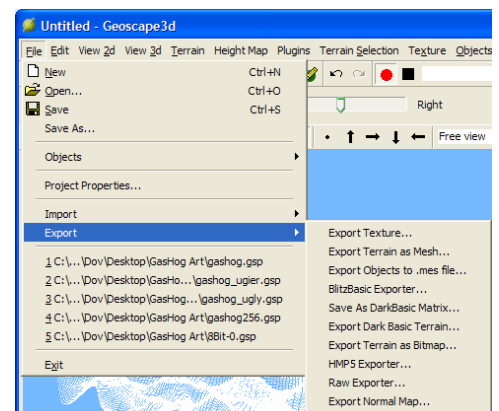 Untitled - Geoscape3d
File Edit View 2d View 3d Terrain Height Map Plugins Terrain Selection Texture Objects
New Ctrl+N
Open... Ctrl+O
Save Ctrl+S
Right
Save As...
Free view
Objects
Project Properties...
Import
Export
Export Texture...
Export Terrain as Mesh...
1 C:\...\Dov\Desktop\GasHog Art\gashog.gsp
Export Objects to .mes file...
2 C:\...\Dov\Desktop\GasHo...\gashog_ugier.gsp
BlitzBasic Exporter...
3 C:\...\Dov\Desktop\GasHog...\gashog_ugly.gsp
Save As DarkBasic Matrix...
4 C:\...\Dov\Desktop\GasHog Art\gashog256.gsp
Export Dark Basic Terrain...
5 C:\...\Dov\Desktop\GasHog Art\8Bit-0.gsp
Export Terrain as Bitmap...
Exit
HMP5 Exporter...
Raw Exporter...
Export Normal Map...